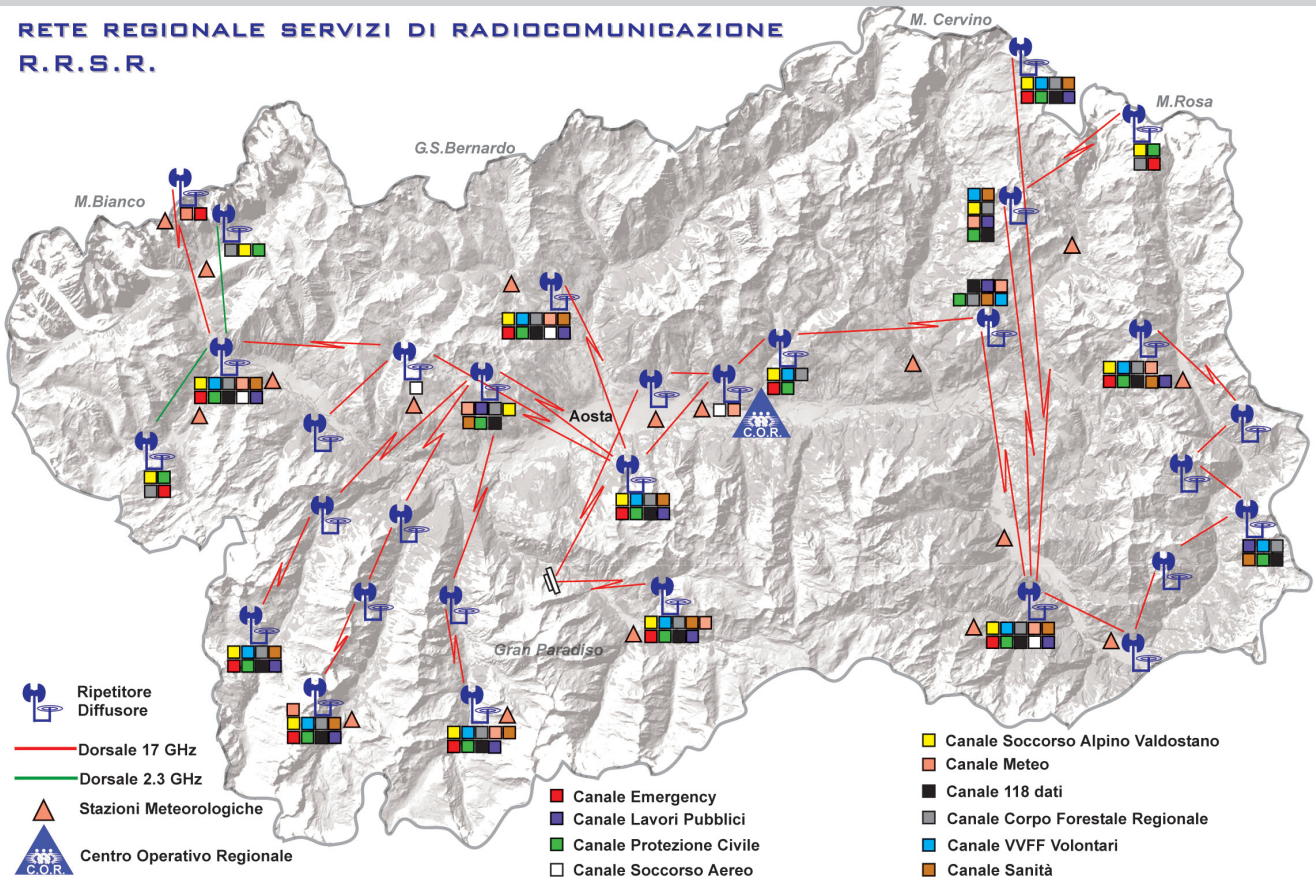 RETE REGIONALE SERVIZI DI RADIOCOMUNICAZIONE
R.R.S.R.
M. Cervino
M.Rosa
G.S.Bernardo
M.Bianco
Aosta
C.O.R.
Gran Paradiso
Ripetitore
Diffusore
Dorsale 17 GHz
Dorsale 2.3 GHz
Stazioni Meteorologiche
C.O.R.
Centro Operativo Regionale
Canale Emergency
Canale Lavori Pubblici
Canale Protezione Civile
Canale Soccorso Aereo
Canale Soccorso Alpino Valdostano
Canale Meteo
Canale 118 dati
Canale Corpo Forestale Regionale
Canale VVFF Volontari
Canale Sanità